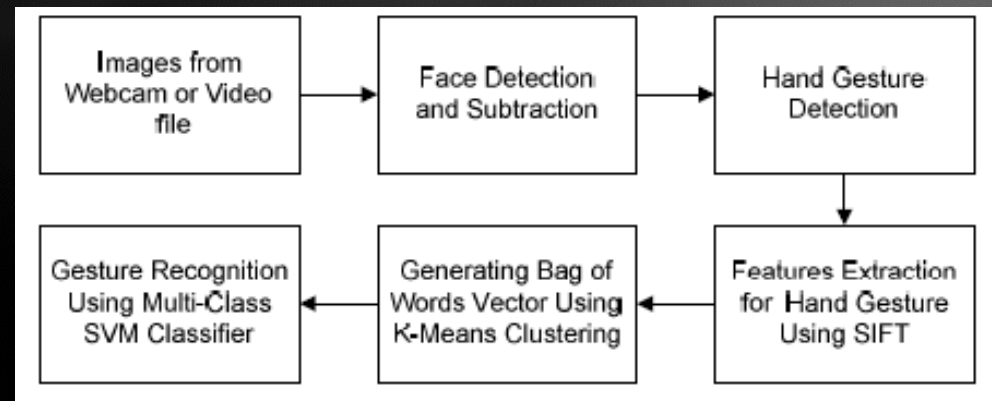 Images from
Webcam or Video
file
Face Detection
and Subtraction
Hand Gesture
Detection
Features Extraction
for Hand Gesture
Using SIFT
Generating Bag of
Words Vector Using
K-Means Clustering
Gesture Recognition
Using Multi-Class
SVM Classifier